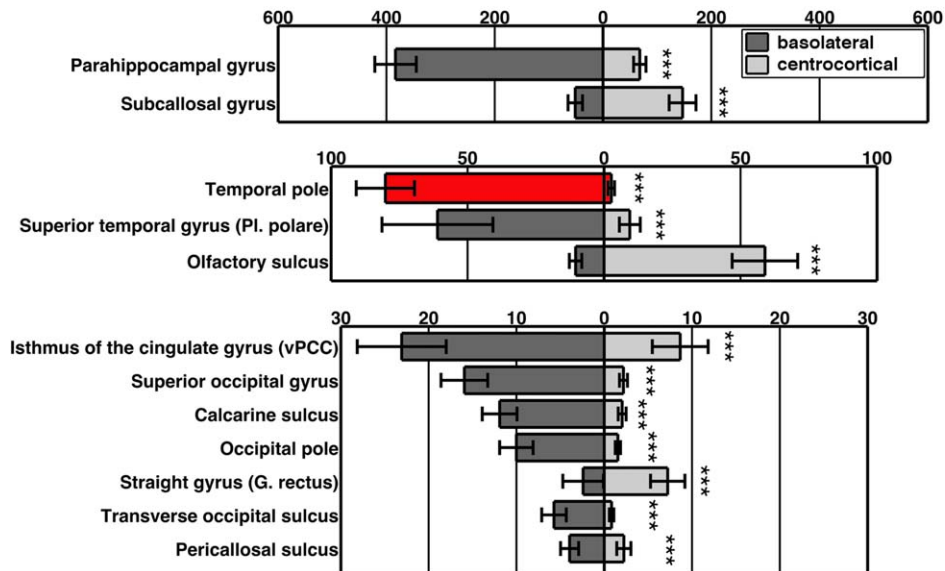 600 400 200 0 200 400 600
basolateral
centrocortical
Parahippocampal gyrus ***
Subcallosal gyrus ***
100 50 0 50 100
Temporal pole ***
Superior temporal gyrus (Pl. polare) ***
Olfactory sulcus ***
30 20 10 0 10 20 30
Isthmus of the cingulate gyrus (vPCC) ***
Superior occipital gyrus ***
Calcarine sulcus ***
Occipital pole ***
Straight gyrus (G. rectus) ***
Transverse occipital sulcus ***
Pericallosal sulcus ***